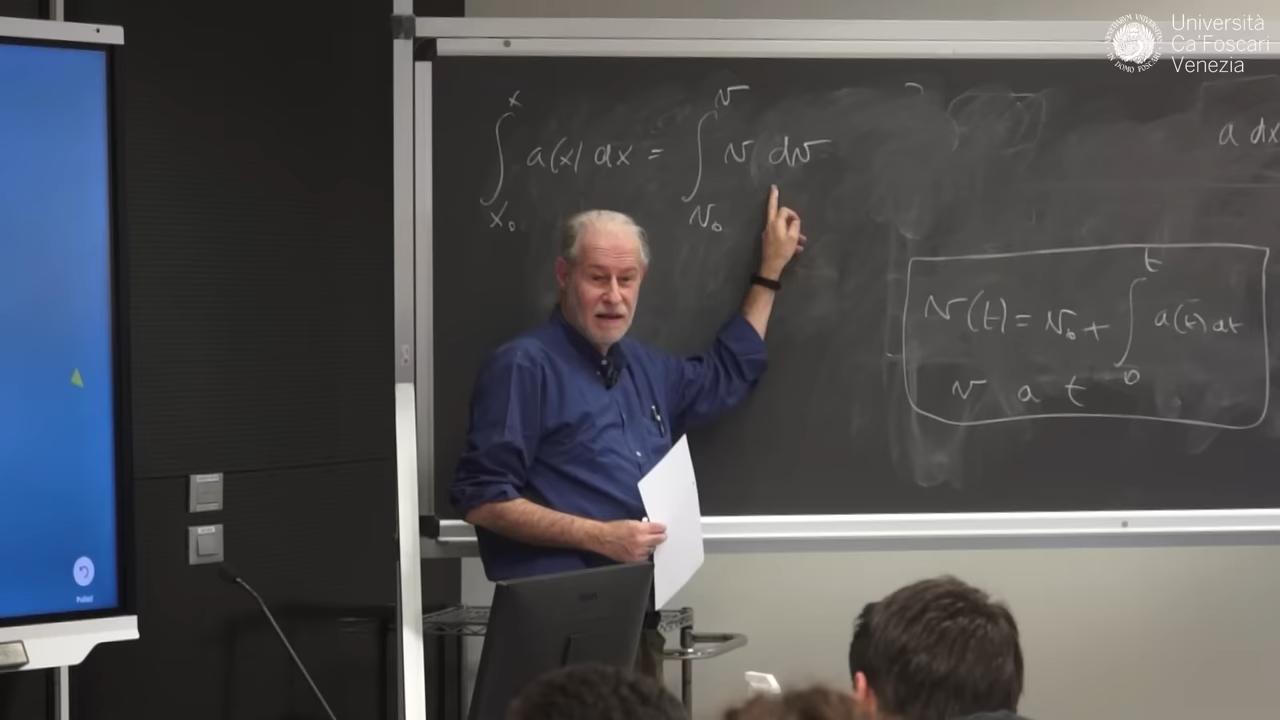 Università
Ca'Foscari
Venezia
∫_{x₀}^{x} a(x) dx = ∫_{v₀}^{v} v dv
a dx
v(t) = v₀ + ∫_{0}^{t} a(t) dt
v a t